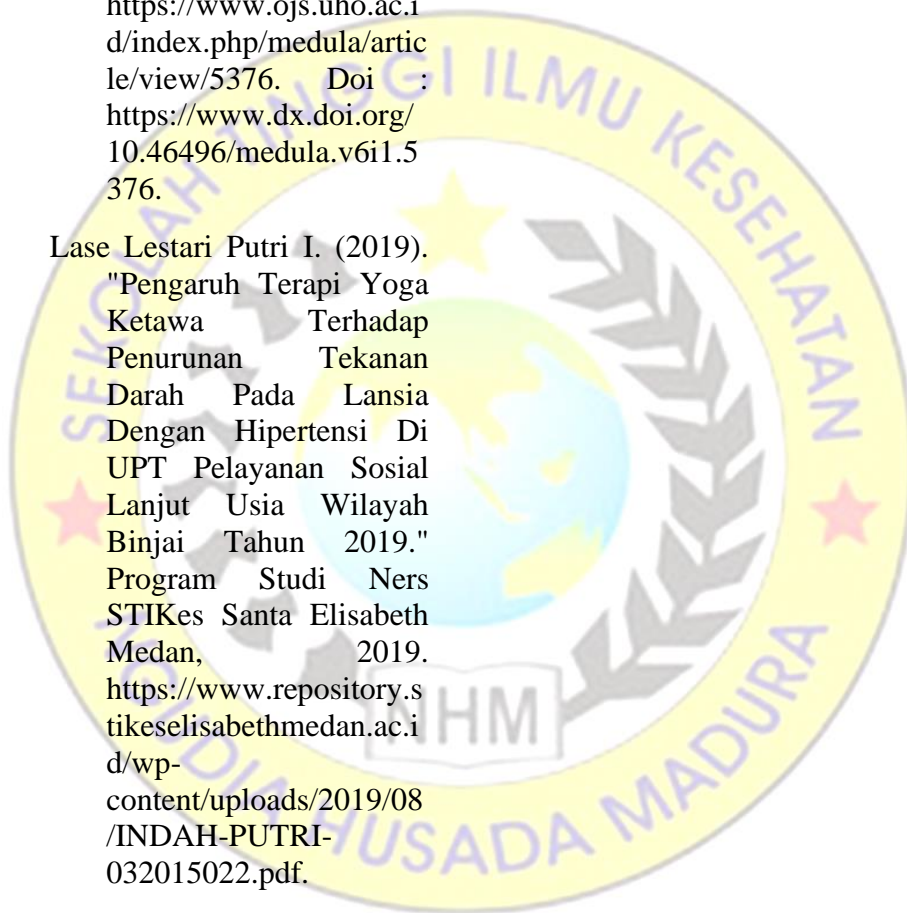 https://www.ojs.uho.ac.i
d/index.php/medula/artic
le/view/5376. Doi :
https://www.dx.doi.org/
10.46496/medula.v6i1.5
376.
Lase Lestari Putri I. (2019).
"Pengaruh Terapi Yoga
Ketawa Terhadap
Penurunan Tekanan
Darah Pada Lansia
Dengan Hipertensi Di
UPT Pelayanan Sosial
Lanjut Usia Wilayah
Binjai Tahun 2019."
Program Studi Ners
STIKes Santa Elisabeth
Medan, 2019.
https://www.repository.s
tikeselisabethmedan.ac.i
d/wp-
content/uploads/2019/08
/INDAH-PUTRI-
032015022.pdf.
SEKOLAH TINGGI ILMU KESEHATAN
NGUDIA HUSADA MADURA
NHM